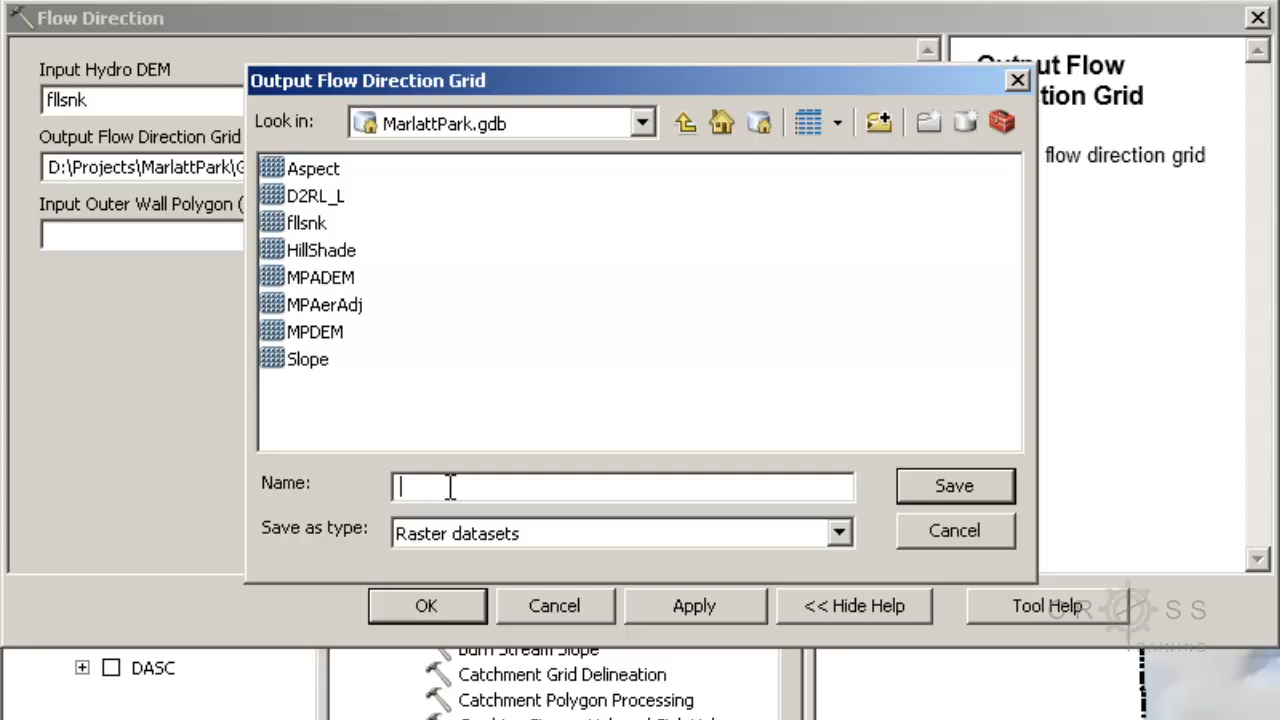 Flow Direction
Input Hydro DEM
fllsnk
Output Flow Direction Grid
D:\Projects\MarlattPark\G
Input Outer Wall Polygon (
Output Flow Direction Grid
Look in:
MarlattPark.gdb
Aspect
D2RL_L
fllsnk
HillShade
MPADEM
MPAerAdj
MPDEM
Slope
Name:
Save
Save as type:
Raster datasets
Cancel
Output Flow
tion Grid
flow direction grid
OK
Cancel
Apply
<< Hide Help
Tool Help
DASC
Burn Stream Slope
Catchment Grid Delineation
Catchment Polygon Processing
TRAINING